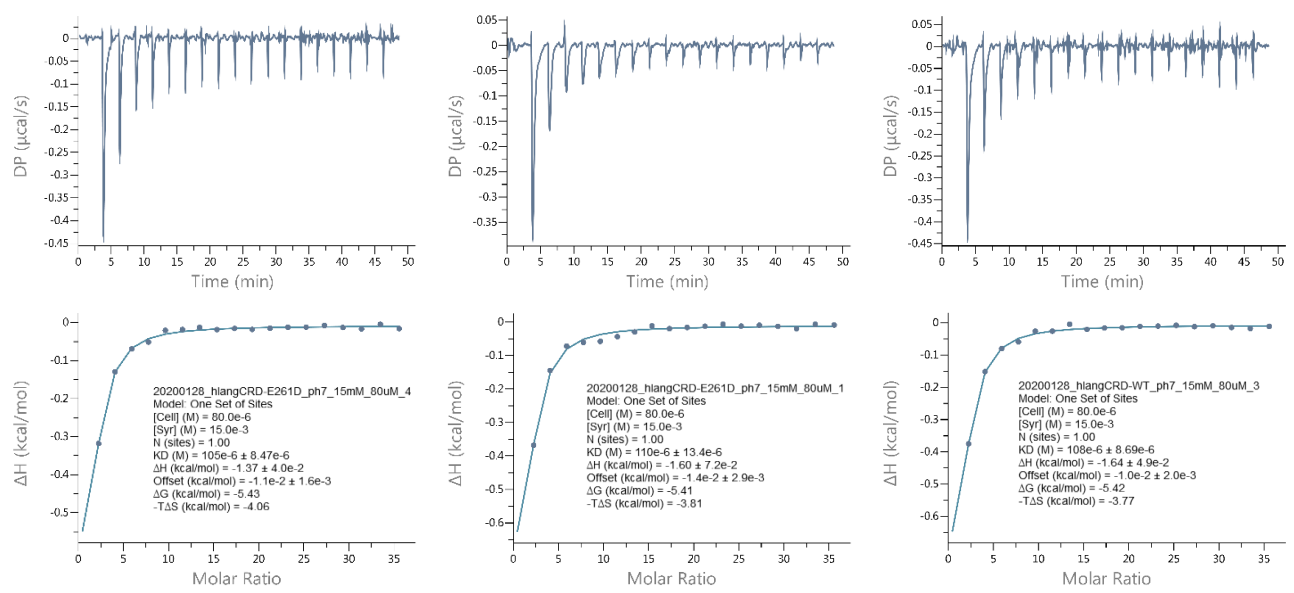 0
-0.05
-0.1
-0.15
-0.2
-0.25
-0.3
-0.35
-0.4
-0.45
DP (µcal/s)
0 5 10 15 20 25 30 35 40 45 50
Time (min)
0.05
0
-0.05
-0.1
-0.15
-0.2
-0.25
-0.3
-0.35
DP (µcal/s)
0 5 10 15 20 25 30 35 40 45 50
Time (min)
0.05
0
-0.05
-0.1
-0.15
-0.2
-0.25
-0.3
-0.35
-0.4
-0.45
DP (µcal/s)
0 5 10 15 20 25 30 35 40 45 50
Time (min)
0
-0.1
-0.2
-0.3
-0.4
-0.5
ΔH (kcal/mol)
20200128_hlangCRD-E261D_ph7_15mM_80uM_4
Model: One Set of Sites
[Cell] (M) = 80.0e-6
[Syr] (M) = 15.0e-3
N (sites) = 1.00
KD (M) = 105e-6 ± 8.47e-6
ΔH (kcal/mol) = -1.37 ± 4.0e-2
Offset (kcal/mol) = -1.1e-2 ± 1.6e-3
ΔG (kcal/mol) = -5.43
-TΔS (kcal/mol) = -4.06
0 5 10 15 20 25 30 35
Molar Ratio
0
-0.1
-0.2
-0.3
-0.4
-0.5
-0.6
ΔH (kcal/mol)
20200128_hlangCRD-E261D_ph7_15mM_80uM_1
Model: One Set of Sites
[Cell] (M) = 80.0e-6
[Syr] (M) = 15.0e-3
N (sites) = 1.00
KD (M) = 110e-6 ± 13.4e-6
ΔH (kcal/mol) = -1.60 ± 7.2e-2
Offset (kcal/mol) = -1.4e-2 ± 2.9e-3
ΔG (kcal/mol) = -5.41
-TΔS (kcal/mol) = -3.81
0 5 10 15 20 25 30 35
Molar Ratio
0
-0.1
-0.2
-0.3
-0.4
-0.5
-0.6
ΔH (kcal/mol)
20200128_hlangCRD-WT_ph7_15mM_80uM_3
Model: One Set of Sites
[Cell] (M) = 80.0e-6
[Syr] (M) = 15.0e-3
N (sites) = 1.00
KD (M) = 108e-6 ± 8.69e-6
ΔH (kcal/mol) = -1.64 ± 4.9e-2
Offset (kcal/mol) = -1.0e-2 ± 2.0e-3
ΔG (kcal/mol) = -5.42
-TΔS (kcal/mol) = -3.77
0 5 10 15 20 25 30 35
Molar Ratio